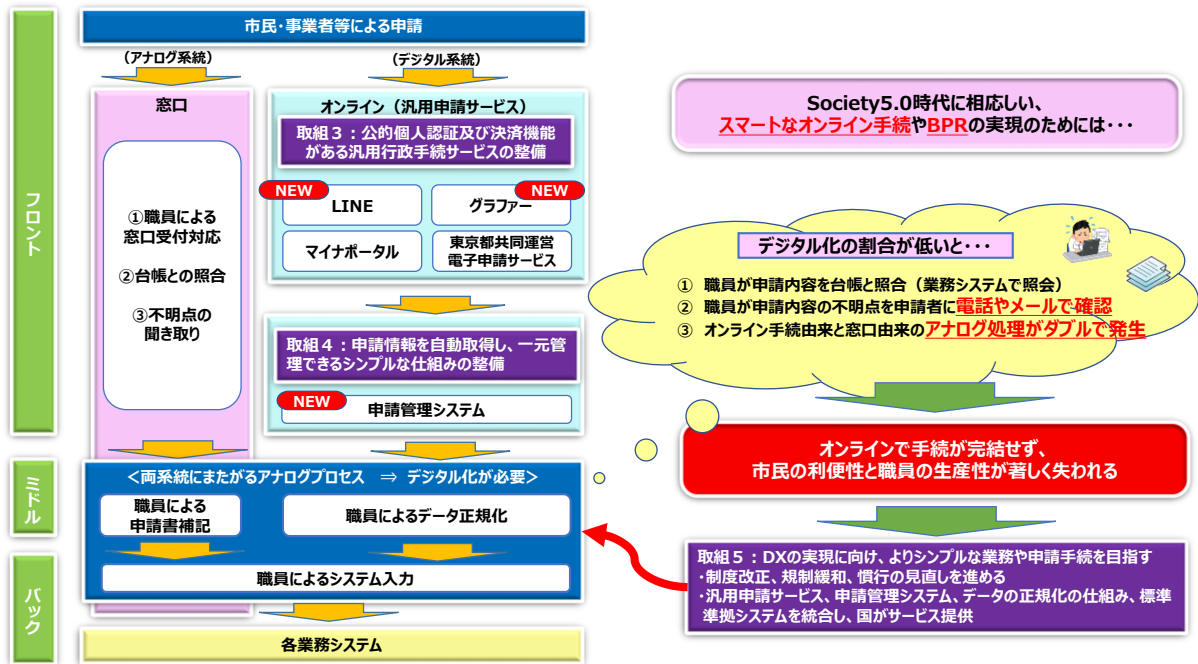 市民・事業者等による申請
（アナログ系統）
（デジタル系統）
フロント
窓口
①職員による
窓口受付対応
②台帳との照合
③不明点の
聞き取り
オンライン（汎用申請サービス）
取組３：公的個人認証及び決済機能
がある汎用行政手続サービスの整備
NEW
LINE
NEW
グラファー
マイナポータル
東京都共同運営
電子申請サービス
取組４：申請情報を自動取得し、一元管
理できるシンプルな仕組みの整備
NEW
申請管理システム
ミドル
＜両系統にまたがるアナログプロセス　⇒ デジタル化が必要＞
職員による
申請書補記
職員によるデータ正規化
バック
職員によるシステム入力
各業務システム
Society5.0時代に相応しい、
スマートなオンライン手続やBPRの実現のためには・・・
デジタル化の割合が低いと・・・
① 職員が申請内容を台帳と照合（業務システムで照会）
② 職員が申請内容の不明点を申請者に電話やメールで確認
③ オンライン手続由来と窓口由来のアナログ処理がダブルで発生
オンラインで手続が完結せず、
市民の利便性と職員の生産性が著しく失われる
取組５：DXの実現に向け、よりシンプルな業務や申請手続を目指す
・制度改正、規制緩和、慣行の見直しを進める
・汎用申請サービス、申請管理システム、データの正規化の仕組み、標準
準拠システムを統合し、国がサービス提供